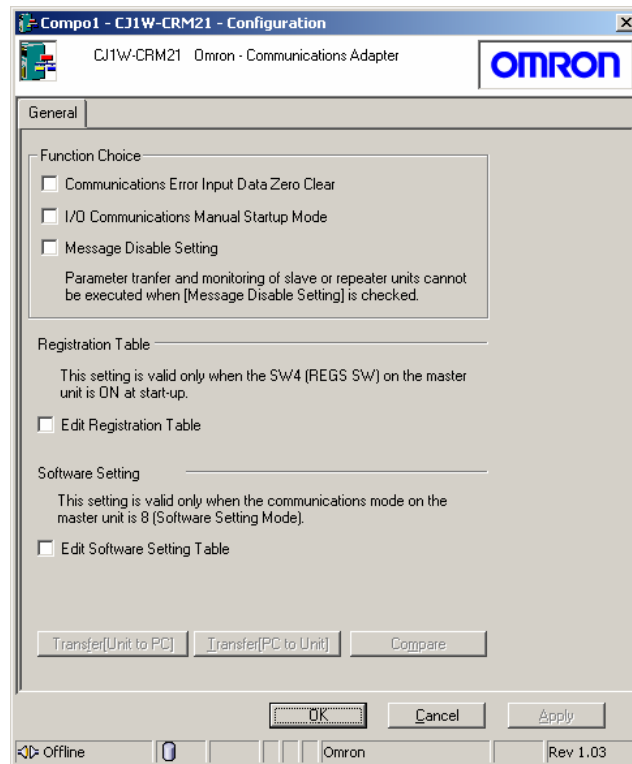 Compo1 - CJ1W-CRM21 - Configuration
CJ1W-CRM21 Omron - Communications Adapter
OMRON
General
Function Choice
Communications Error Input Data Zero Clear
I/O Communications Manual Startup Mode
Message Disable Setting
Parameter tranfer and monitoring of slave or repeater units cannot
be executed when [Message Disable Setting] is checked.
Registration Table
This setting is valid only when the SW4 (REGS SW) on the master
unit is ON at start-up.
Edit Registration Table
Software Setting
This setting is valid only when the communications mode on the
master unit is 8 (Software Setting Mode).
Edit Software Setting Table
Transfer[Unit to PC] Transfer[PC to Unit] Compare
OK Cancel Apply
Offline Omron Rev 1.03